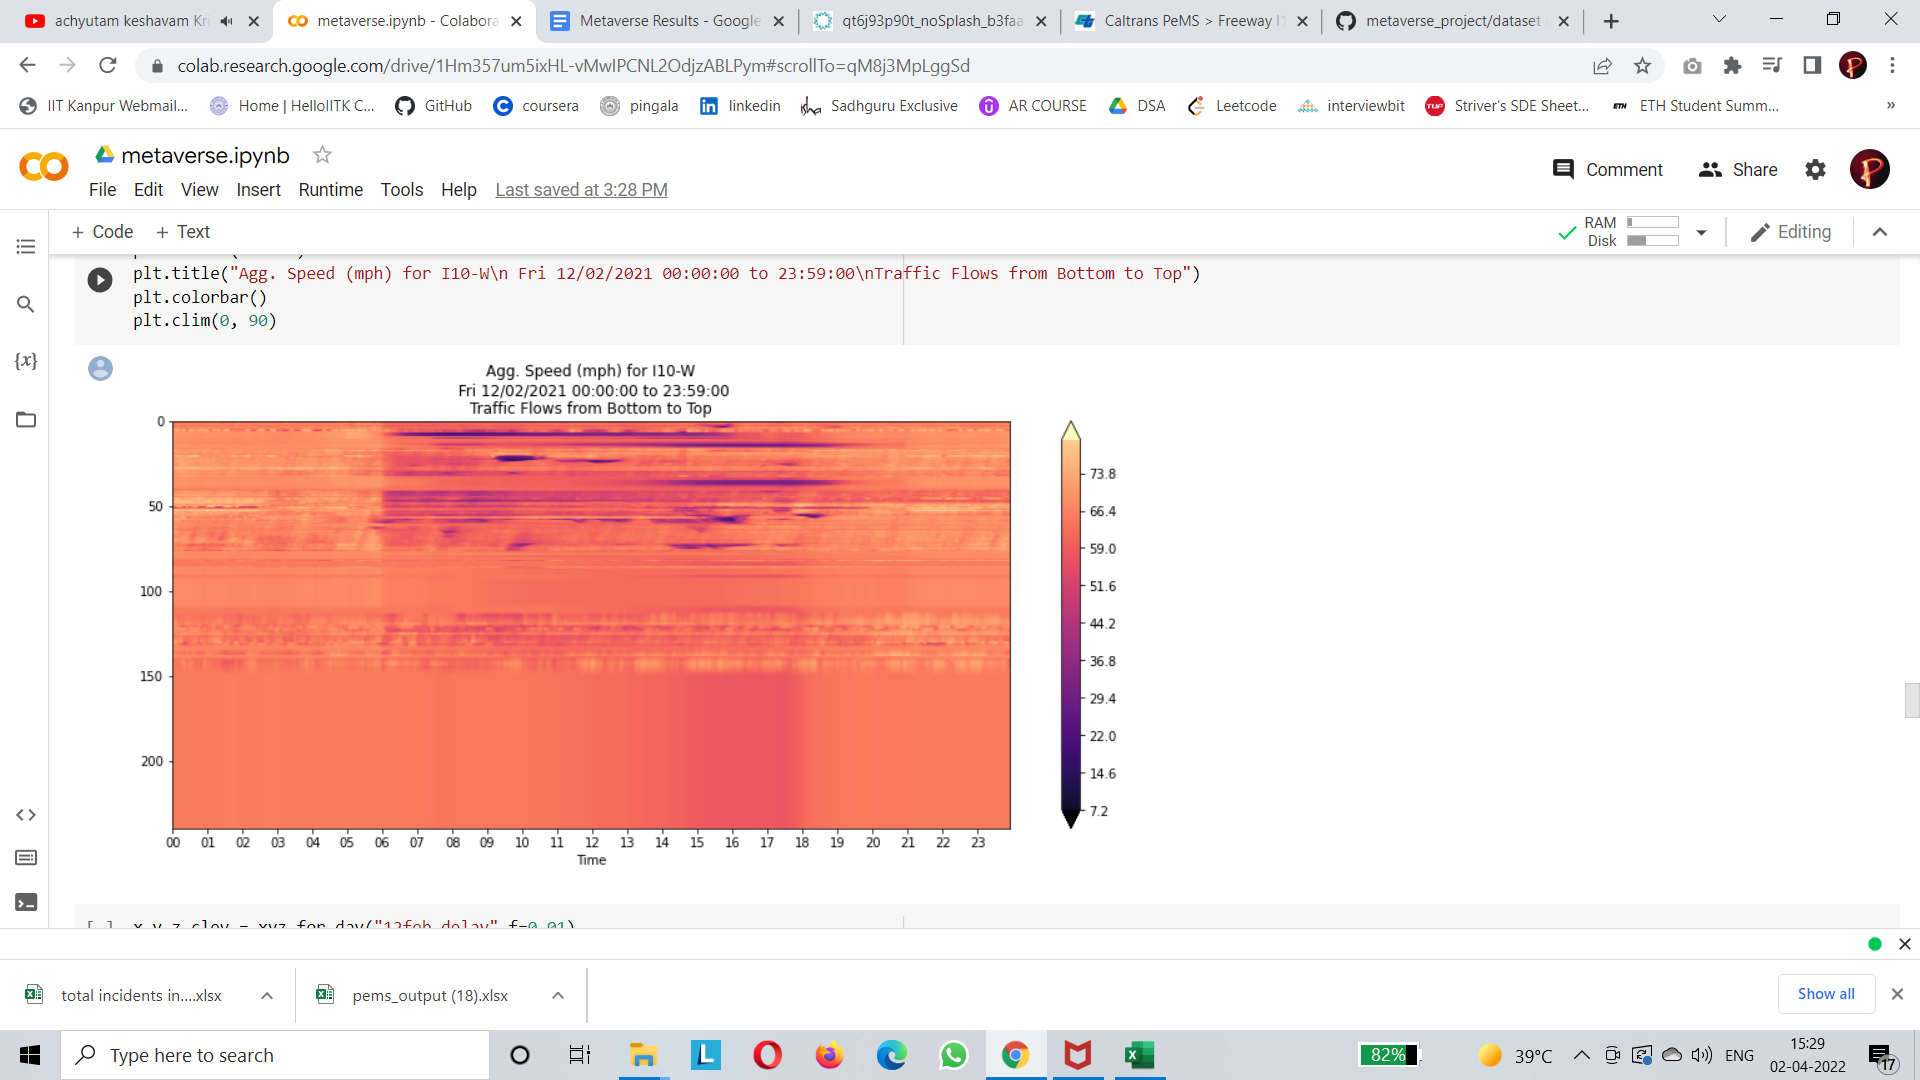 achyutam keshavam Kri
metaverse.ipynb - Colabora
Metaverse Results - Google
qt6j93p90t_noSplash_b3faa
Caltrans PeMS > Freeway I1
metaverse_project/dataset
colab.research.google.com/drive/1Hm357um5ixHL-vMwIPCNL2OdjzABLPym#scrollTo=qM8j3MpLggSd
IIT Kanpur Webmail...
Home | HelloIITK C...
GitHub
coursera
pingala
linkedin
Sadhguru Exclusive
AR COURSE
DSA
Leetcode
interviewbit
TUF
Striver's SDE Sheet...
ETH
ETH Student Summ...
»
metaverse.ipynb
Comment
Share
File Edit View Insert Runtime Tools Help Last saved at 3:28 PM
+ Code + Text
RAM
Disk
Editing
plt.title("Agg. Speed (mph) for I10-W\n Fri 12/02/2021 00:00:00 to 23:59:00\nTraffic Flows from Bottom to Top")
plt.colorbar()
plt.clim(0, 90)
{x}
Agg. Speed (mph) for I10-W
Fri 12/02/2021 00:00:00 to 23:59:00
Traffic Flows from Bottom to Top
0
50
100
150
200
00 01 02 03 04 05 06 07 08 09 10 11 12 13 14 15 16 17 18 19 20 21 22 23
Time
73.8
66.4
59.0
51.6
44.2
36.8
29.4
22.0
14.6
7.2
[ ] x,y,z,clev = xyz_for_day("12feb_delay",f=0.01)
total incidents in....xlsx
pems_output (18).xlsx
Show all
Type here to search
L
82%
39°C
ENG
15:29
02-04-2022
17